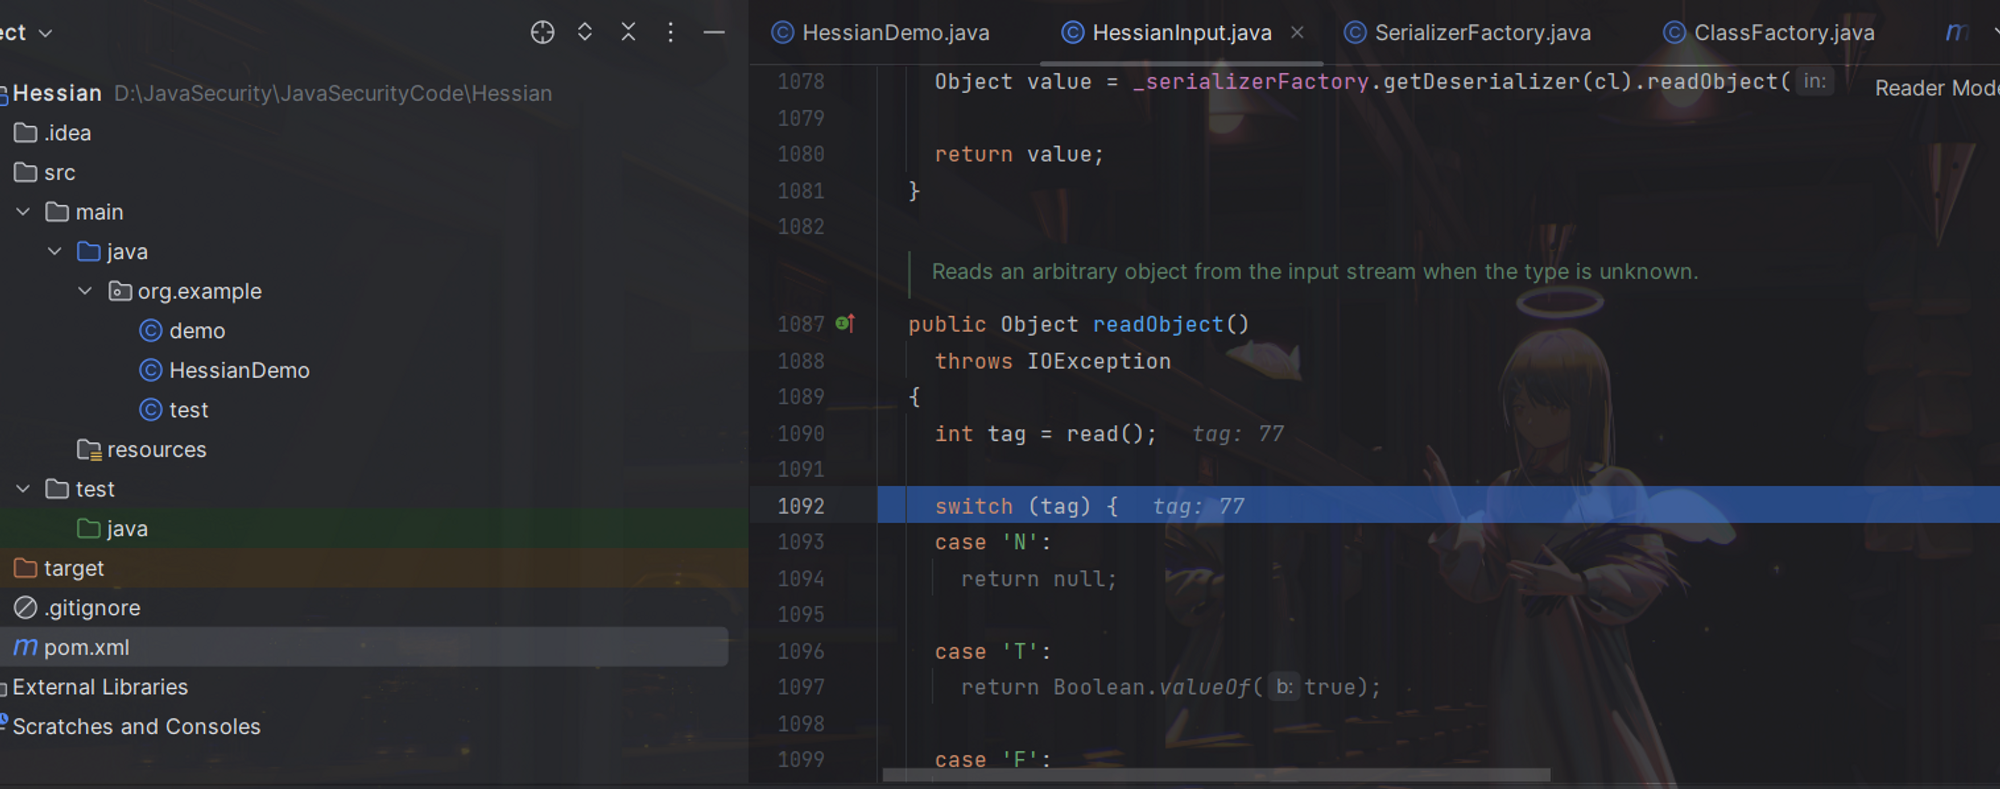 ect
Hessian D:\JavaSecurity\JavaSecurityCode\Hessian
.idea
src
main
java
org.example
demo
HessianDemo
test
resources
test
java
target
.gitignore
m pom.xml
External Libraries
Scratches and Consoles
HessianDemo.java HessianInput.java SerializerFactory.java ClassFactory.java m
Reader Mode
1078 Object value = _serializerFactory.getDeserializer(cl).readObject( in:
1079
1080 return value;
1081 }
1082
Reads an arbitrary object from the input stream when the type is unknown.
1087 public Object readObject()
1088 throws IOException
1089 {
1090 int tag = read(); tag: 77
1091
1092 switch (tag) { tag: 77
1093 case 'N':
1094 return null;
1095
1096 case 'T':
1097 return Boolean.valueOf( b: true);
1098
1099 case 'F':